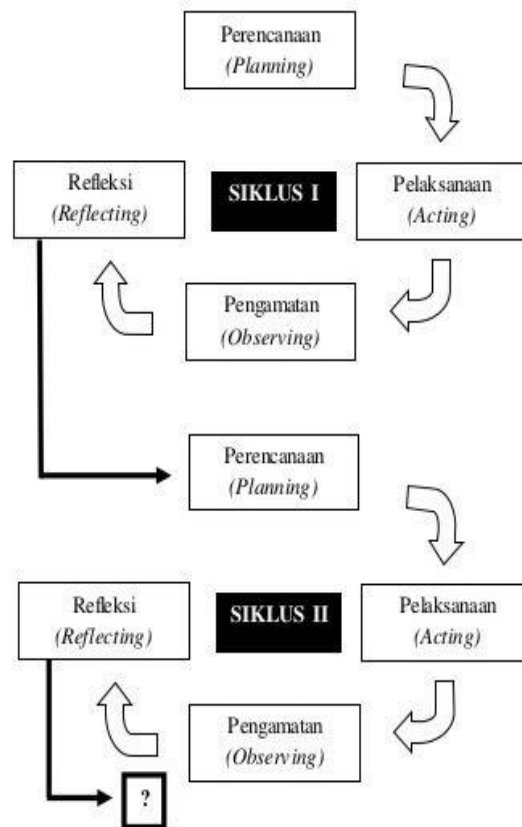 Perencanaan
(Planning)
Refleksi
(Reflecting)
SIKLUS I
Pelaksanaan
(Acting)
Pengamatan
(Observing)
Perencanaan
(Planning)
Refleksi
(Reflecting)
SIKLUS II
Pelaksanaan
(Acting)
Pengamatan
(Observing)
?